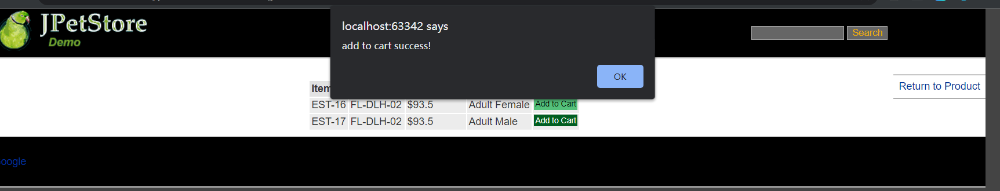 JPetStore
Demo
localhost:63342 says
add to cart success!
OK
Search
Return to Product
Item
EST-16 FL-DLH-02 $93.5 Adult Female Add to Cart
EST-17 FL-DLH-02 $93.5 Adult Male Add to Cart
oogle